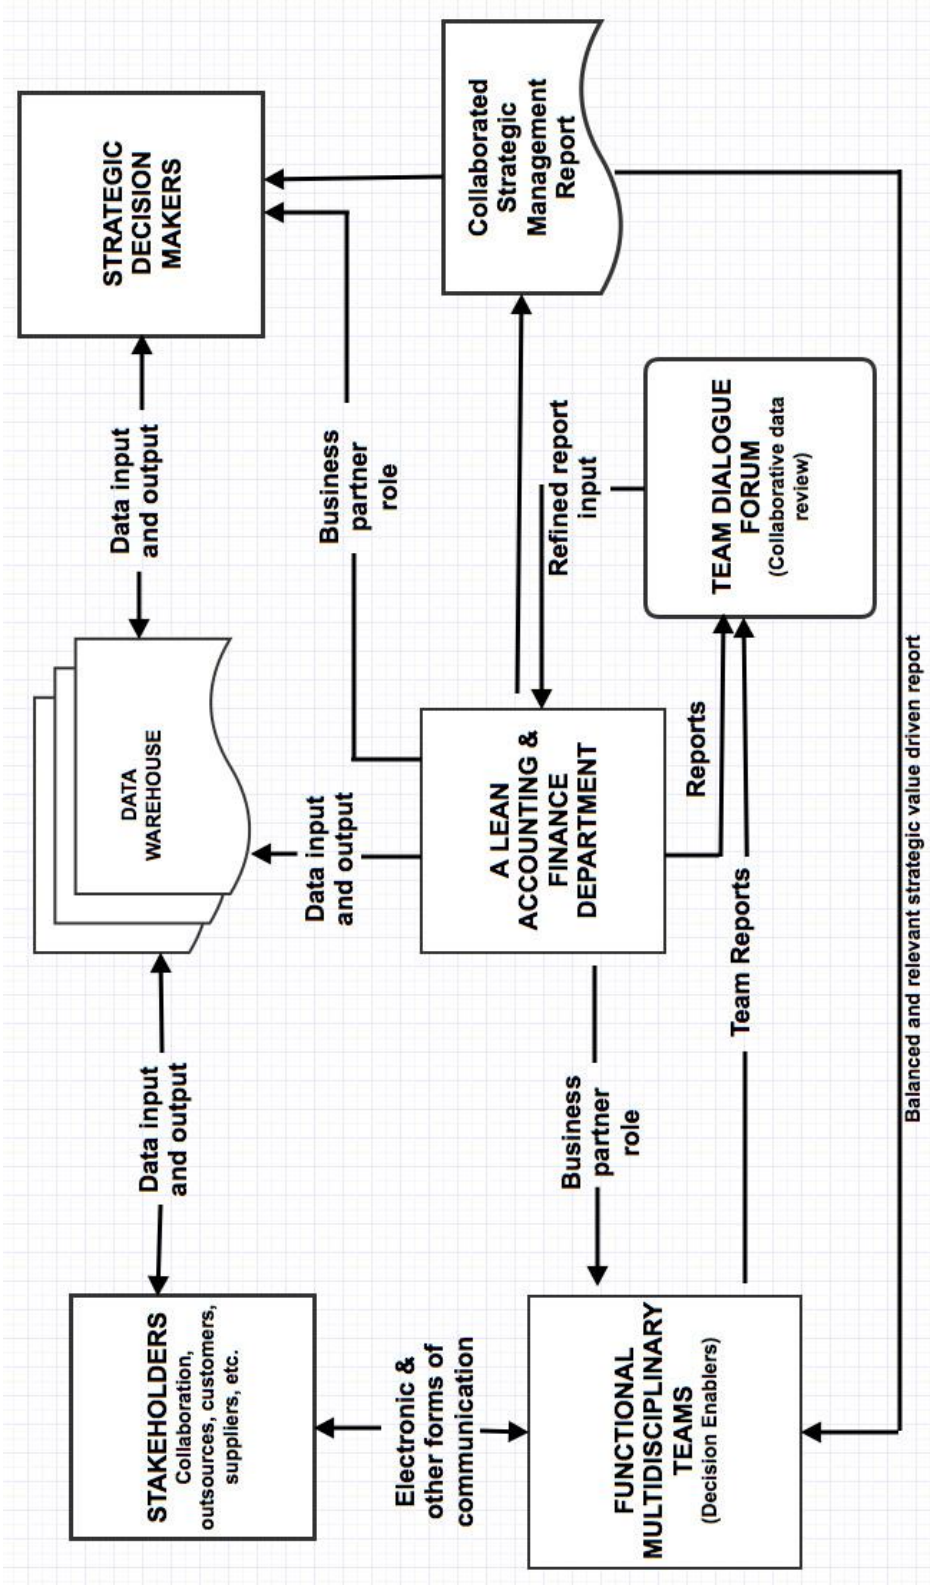 STAKEHOLDERS
Collaboration,
outsources, customers,
suppliers, etc.
Data input
and output
DATA
WAREHOUSE
Data input
and output
STRATEGIC
DECISION
MAKERS
Electronic &
other forms of
communication
Data input
and output
Business
partner
role
A LEAN
ACCOUNTING &
FINANCE
DEPARTMENT
Collaborated
Strategic
Management
Report
Business
partner
role
Refined report
input
FUNCTIONAL
MULTIDISCIPLINARY
TEAMS
(Decision Enablers)
Reports
Team Reports
TEAM DIALOGUE
FORUM
(Collaborative data
review)
Balanced and relevant strategic value driven report